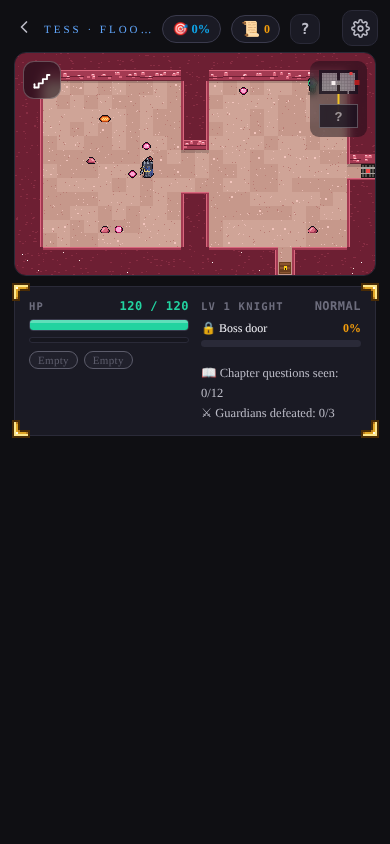 TESS · FLOO…
🎯 0%
📜 0
?
?
HP 120 / 120
Empty Empty
LV 1 KNIGHT NORMAL
🔒 Boss door 0%
📖 Chapter questions seen:
0/12
⚔ Guardians defeated: 0/3